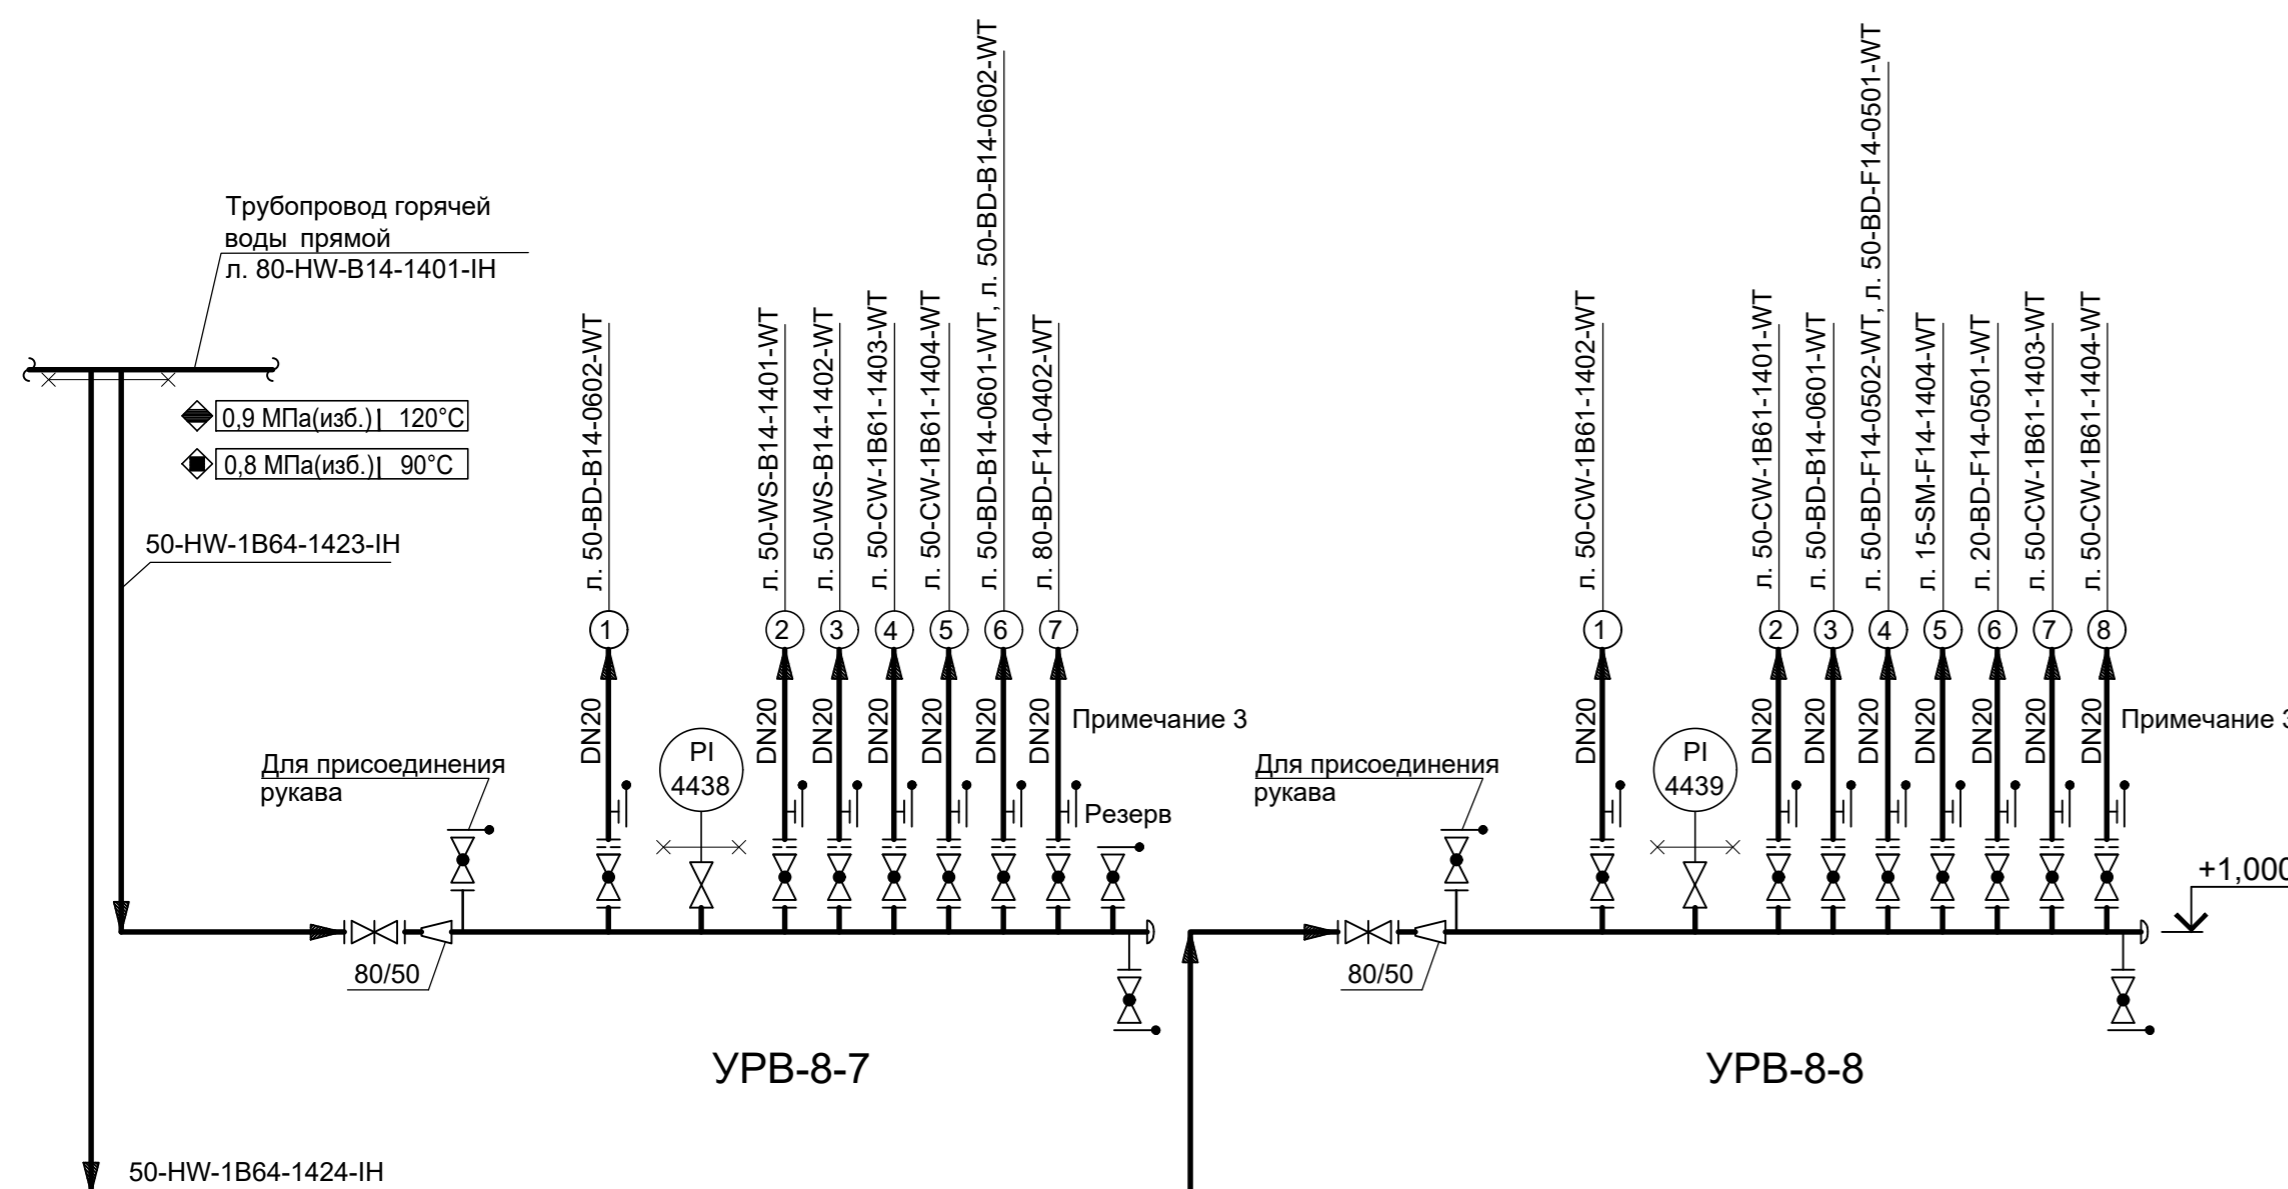 Трубопровод горячей
воды прямой
л. 80-HW-B14-1401-IH
0,9 МПа(изб.) 120°C
0,8 МПа(изб.) 90°C
50-HW-1B64-1423-IH
50-HW-1B64-1424-IH
Для присоединения
рукава
80/50
л. 50-BD-B14-0602-WT
л. 50-WS-B14-1401-WT
л. 50-WS-B14-1402-WT
л. 50-CW-1B61-1403-WT
л. 50-CW-1B61-1404-WT
л. 50-BD-B14-0601-WT, л. 50-BD-B14-0602-WT
л. 80-BD-F14-0402-WT
1
2
3
4
5
6
7
DN20
DN20
DN20
DN20
DN20
DN20
DN20
Примечание 3
PI
4438
Резерв
УРВ-8-7
Для присоединения
рукава
80/50
л. 50-CW-1B61-1402-WT
л. 50-CW-1B61-1401-WT
л. 50-BD-B14-0601-WT
л. 50-BD-F14-0502-WT, л. 50-BD-F14-0501-WT
л. 15-SM-F14-1404-WT
л. 20-BD-F14-0501-WT
л. 50-CW-1B61-1403-WT
л. 50-CW-1B61-1404-WT
1
2
3
4
5
6
7
8
DN20
DN20
DN20
DN20
DN20
DN20
DN20
DN20
Примечание 3
PI
4439
+1,000
УРВ-8-8